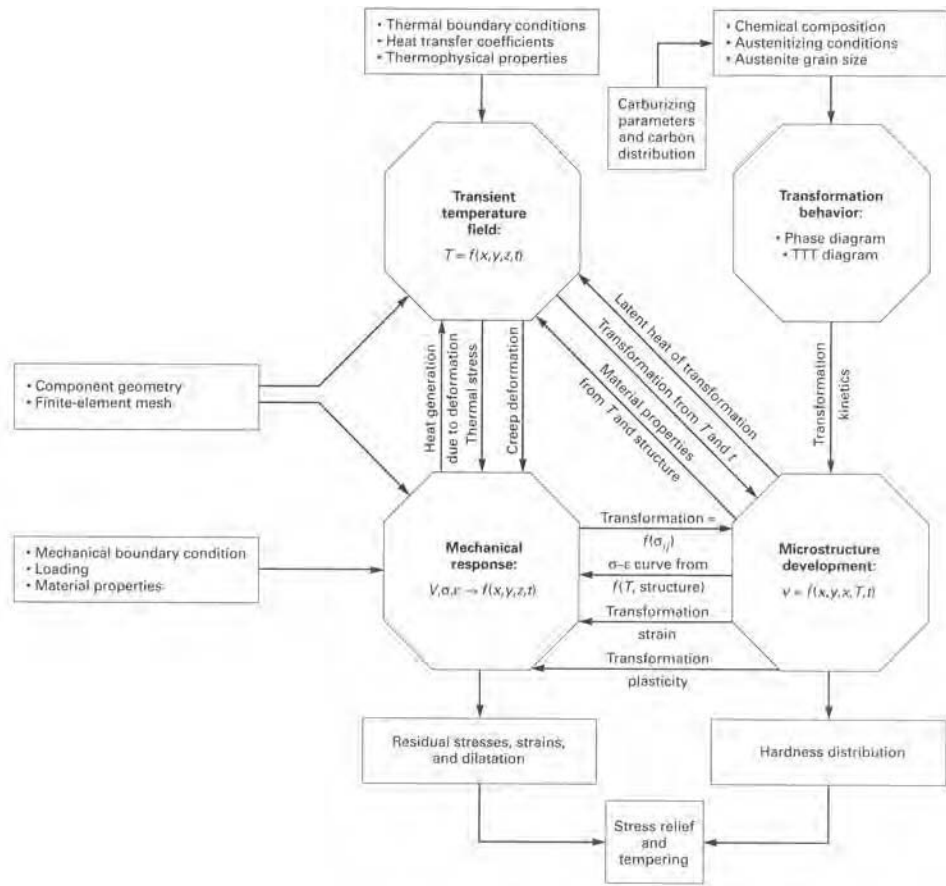 • Thermal boundary conditions
• Heat transfer coefficients
• Thermophysical properties
• Chemical composition
• Austenitizing conditions
• Austenite grain size
Carburizing
parameters
and carbon
distribution
Transient
temperature
field:
T = f(x,y,z,t)
Transformation
behavior:
• Phase diagram
• TTT diagram
• Component geometry
• Finite-element mesh
Heat generation
due to deformation
Thermal stress
Creep deformation
Latent heat of transformation
Transformation from T and t
Material properties
from T and structure
Transformation
kinetics
• Mechanical boundary condition
• Loading
• Material properties
Mechanical
response:
V,σ,ε → f(x,y,z,t)
Transformation =
f(σij)
σ–ε curve from
f(T, structure)
Transformation
strain
Transformation
plasticity
Microstructure
development:
v = f(x,y,x,T,t)
Residual stresses, strains,
and dilatation
Hardness distribution
Stress relief
and
tempering